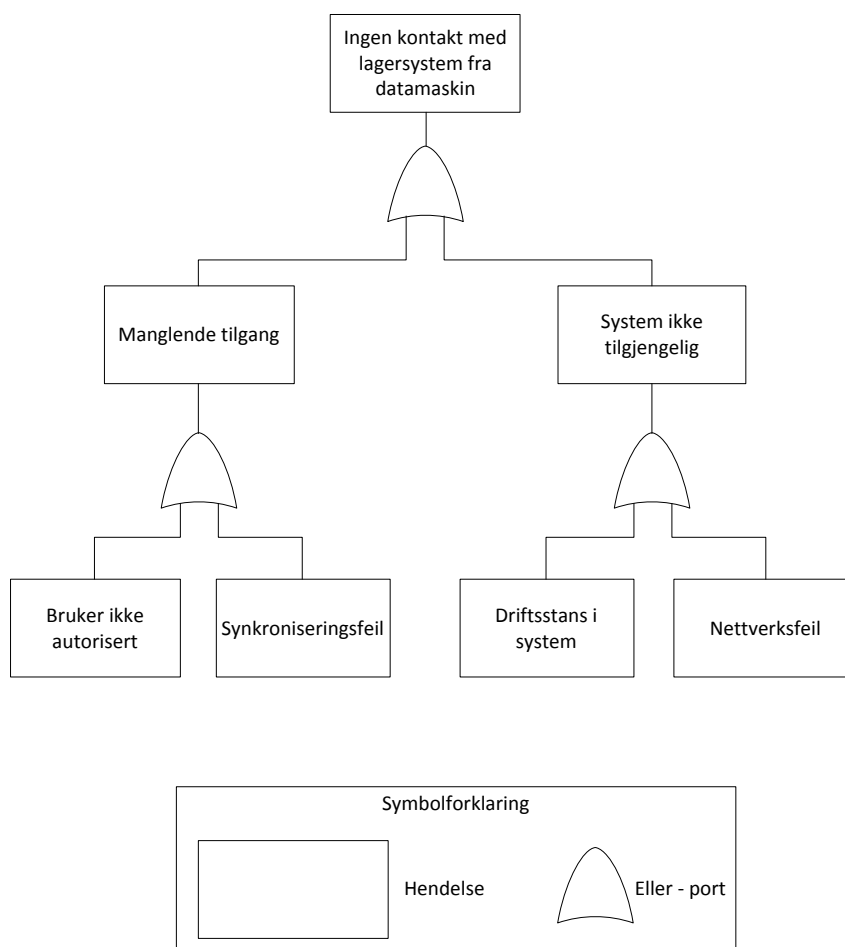 Ingen kontakt med
lagersystem fra
datamaskin
Manglende tilgang
System ikke
tilgjengelig
Bruker ikke
autorisert
Synkroniseringsfeil
Driftsstans i
system
Nettverksfeil
Symbolforklaring
Hendelse
Eller - port